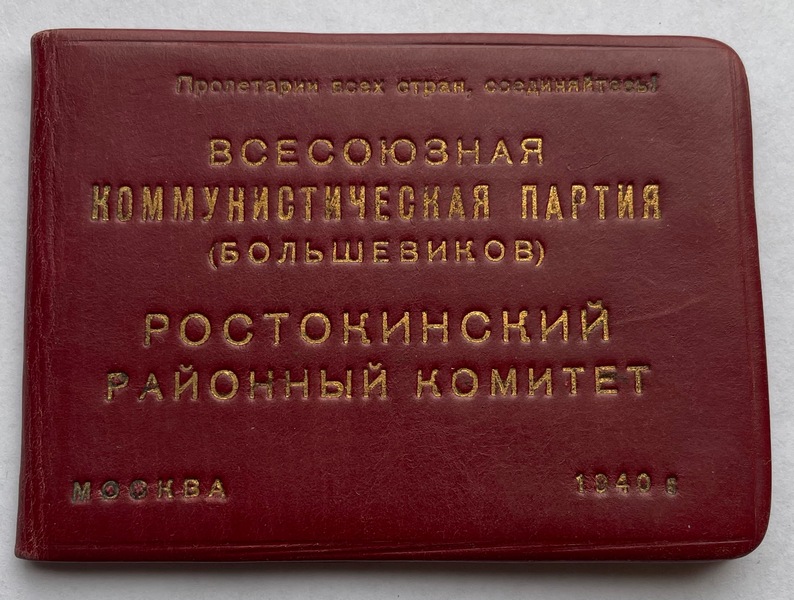 Пролетарии всех стран, соединяйтесь!
ВСЕСОЮЗНАЯ
КОММУНИСТИЧЕСКАЯ ПАРТИЯ
(БОЛЬШЕВИКОВ)
РОСТОКИНСКИЙ
РАЙОННЫЙ КОМИТЕТ
МОСКВА 1940 г